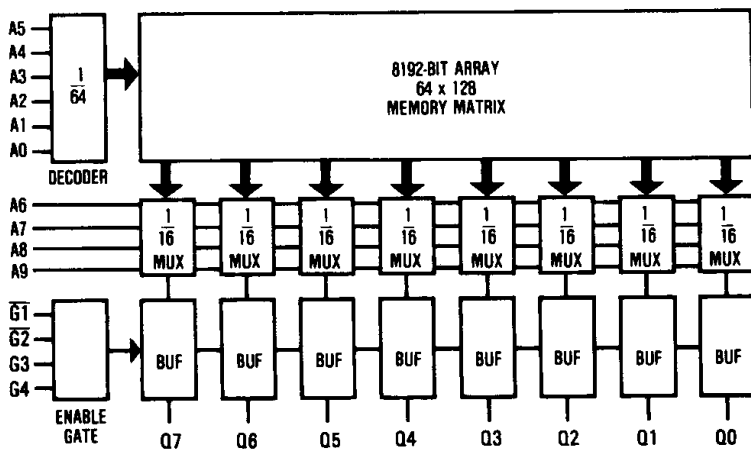 A5
A4
A3
A2
A1
A0
1
64
DECODER
8192-BIT ARRAY
64 x 128
MEMORY MATRIX
A6
A7
A8
A9
1
16
MUX
1
16
MUX
1
16
MUX
1
16
MUX
1
16
MUX
1
16
MUX
1
16
MUX
1
16
MUX
G1
G2
G3
G4
ENABLE
GATE
BUF
BUF
BUF
BUF
BUF
BUF
BUF
BUF
Q7
Q6
Q5
Q4
Q3
Q2
Q1
Q0